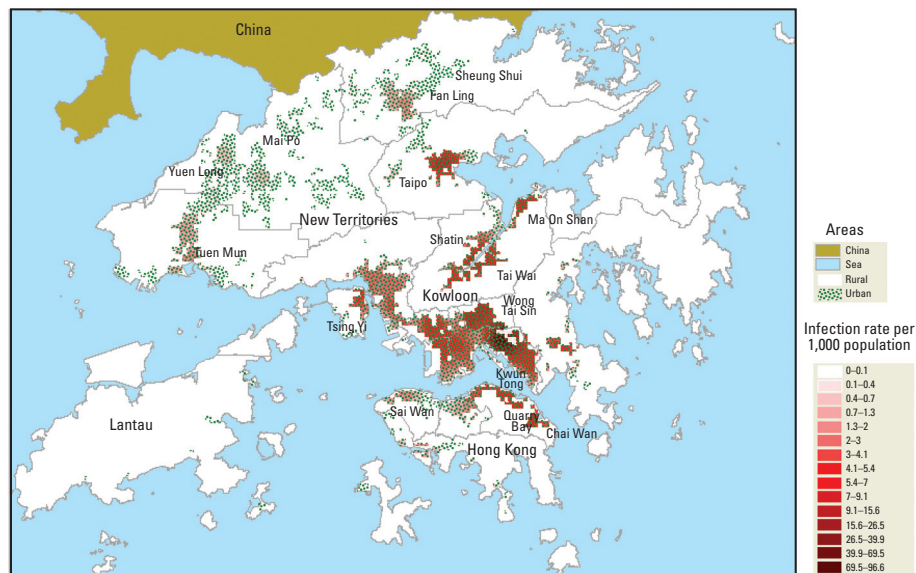 China
Sheung Shui
Fan Ling
Mai Po
Yuen Long
Taipo
New Territories
Ma On Shan
Shatin
Tuen Mun
Tai Wai
Kowloon
Wong
Tai Sin
Tsing Yi
Kwun
Tong
Sai Wan
Quarry
Bay
Lantau
Chai Wan
Hong Kong
Areas
China
Sea
Rural
Urban
Infection rate per
1,000 population
0–0.1
0.1–0.4
0.4–0.7
0.7–1.3
1.3–2
2–3
3–4.1
4.1–5.4
5.4–7
7–9.1
9.1–15.6
15.6–26.5
26.5–39.9
39.9–69.5
69.5–96.6